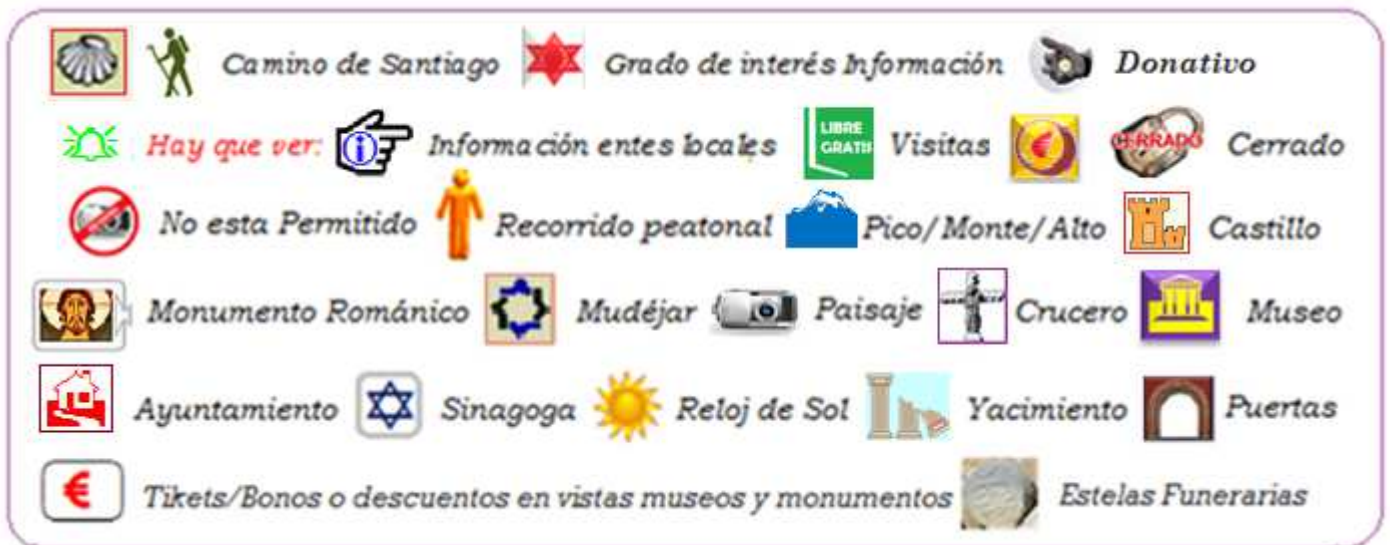 Camino de Santiago Grado de interés Información Donativo
Hay que ver: i Información entes locales LIBRE GRATIS Visitas € CERRADO Cerrado
No esta Permitido Recorrido peatonal Pico/Monte/Alto Castillo
Monumento Románico Mudéjar Paisaje Crucero Museo
Ayuntamiento Sinagoga Reloj de Sol Yacimiento Puertas
€ Tikets/Bonos o descuentos en vistas museos y monumentos Estelas Funerarias